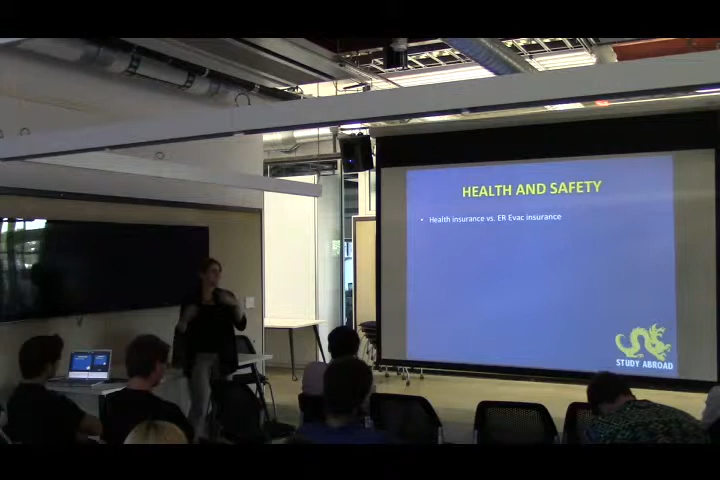 HEALTH AND SAFETY
• Health insurance vs. ER Evac insurance
STUDY ABROAD